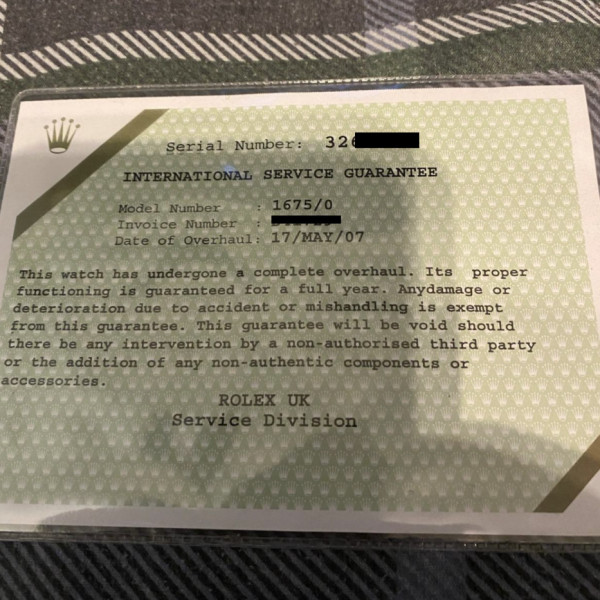 Serial Number: 32
INTERNATIONAL SERVICE GUARANTEE
Model Number : 1675/0
Invoice Number :
Date of Overhaul: 17/MAY/07
This watch has undergone a complete overhaul. Its proper
functioning is guaranteed for a full year. Anydamage or
deterioration due to accident or mishandling is exempt
from this guarantee. This guarantee will be void should
there be any intervention by a non-authorised third party
or the addition of any non-authentic components or
accessories.
ROLEX UK
Service Division